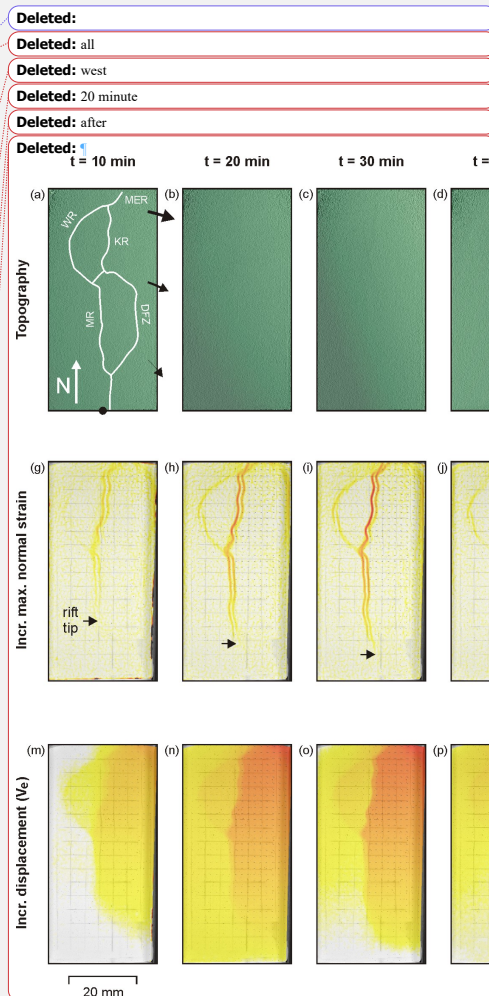 Deleted:
Deleted: all
Deleted: west
Deleted: 20 minute
Deleted: after
Deleted: ¶
t = 10 min t = 20 min t = 30 min t =
(a) (b) (c) (d)
MER
WR
KR
MR
DFZ
N
Topography
(g) (h) (i) (j)
Incr. max. normal strain
rift
tip
(m) (n) (o) (p)
Incr. displacement (Ve)
20 mm